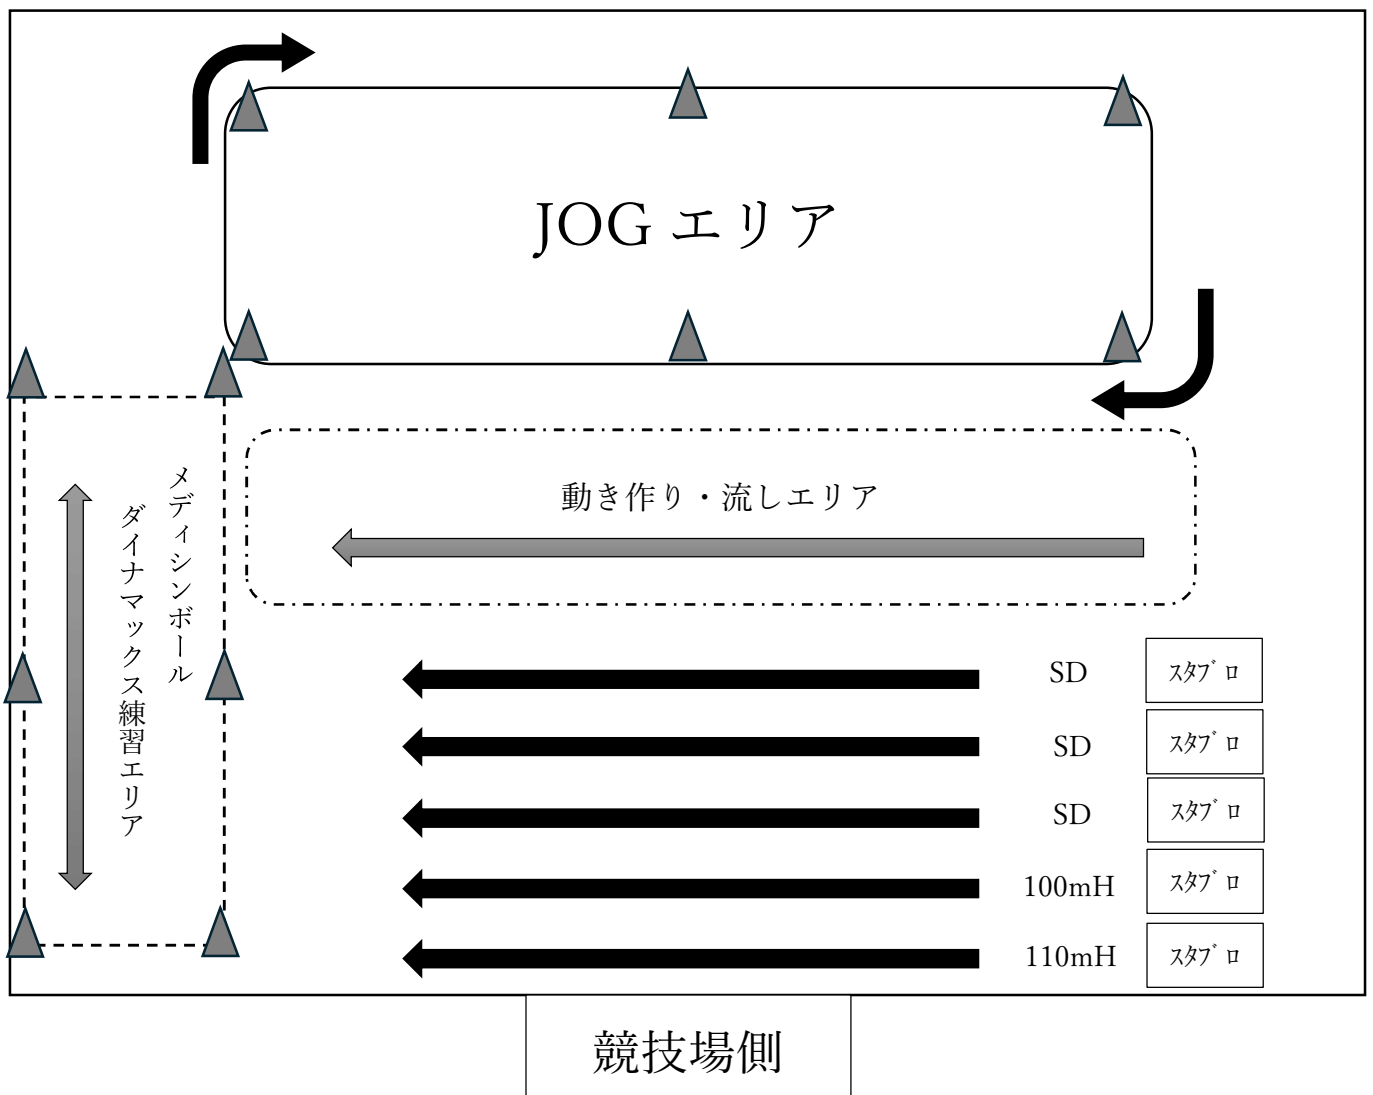 JOG エリア
動き作り・流しエリア
メディシンボール
ダイナマックス練習エリア
SD
ｽﾀﾌﾞﾛ
SD
ｽﾀﾌﾞﾛ
SD
ｽﾀﾌﾞﾛ
100mH
ｽﾀﾌﾞﾛ
110mH
ｽﾀﾌﾞﾛ
競技場側